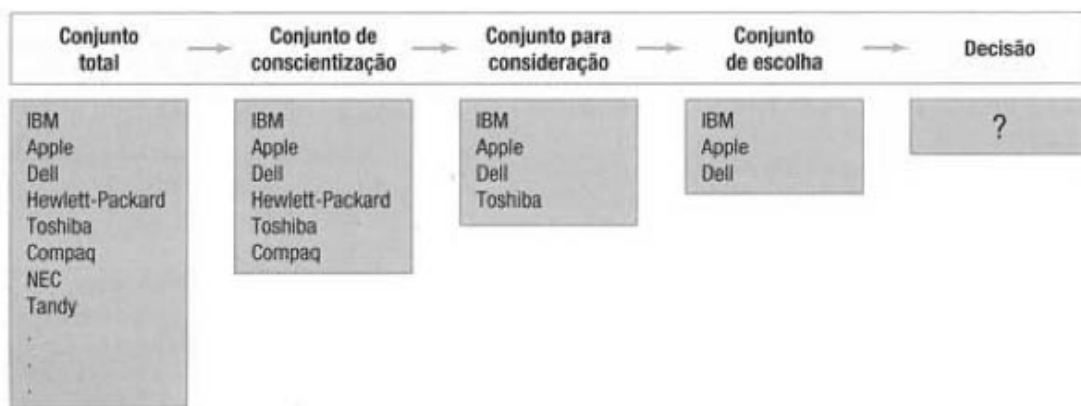 Conjunto
total
Conjunto de
conscientização
Conjunto para
consideração
Conjunto
de escolha
Decisão
IBM
Apple
Dell
Hewlett-Packard
Toshiba
Compaq
NEC
Tandy
.
.
.
IBM
Apple
Dell
Hewlett-Packard
Toshiba
Compaq
IBM
Apple
Dell
Toshiba
IBM
Apple
Dell
?